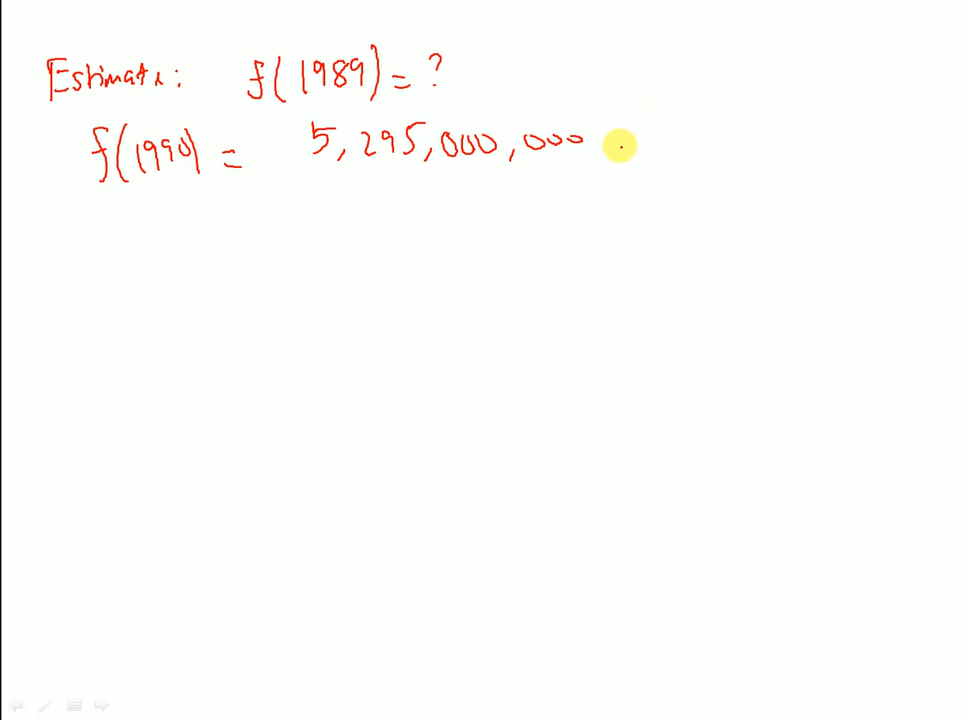 Estimate: f(1989) = ?
f(1990) = 5,295,000,000